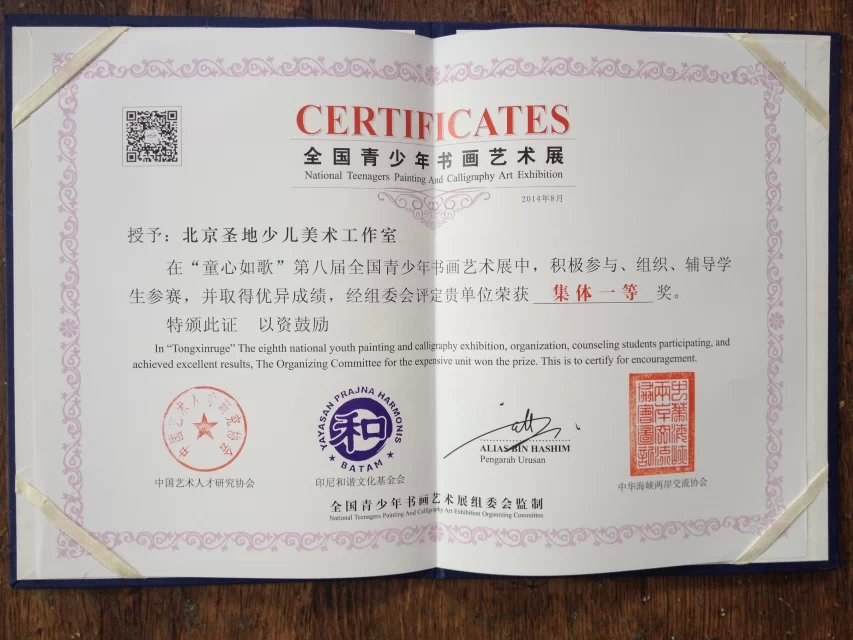 CERTIFICATES
全国青少年书画艺术展
National Teenagers Painting And Calligraphy Art Exhibition
2014年8月
授予：北京圣地少儿美术工作室
在“童心如歌”第八届全国青少年书画艺术展中，积极参与、组织、辅导学
生参赛，并取得优异成绩，经组委会评定贵单位荣获 集体一等 奖。
特颁此证 以资鼓励
In “Tongxinruge” The eighth national youth painting and calligraphy exhibition, organization, counseling students participating, and
achieved excellent results, The Organizing Committee for the expensive unit won the prize. This is to certify for encouragement.
中国艺术人才研究协会
YAYASAN PRAJNA HARMONIS
和
BATAM
ALIAS BIN HASHIM
Pengarah Urusan
中国艺术人才研究协会
印尼和谐文化基金会
中华海峡两岸交流协会
全国青少年书画艺术展组委会监制
National Teenagers Painting And Calligraphy Art Exhibition Organizing Committee